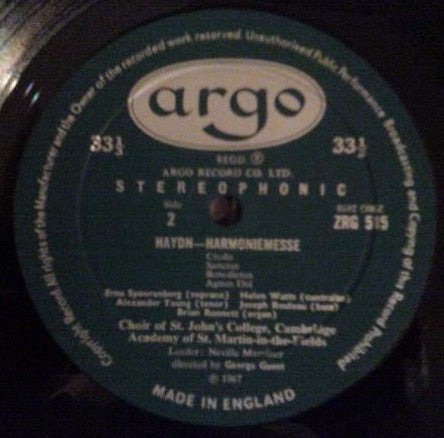 Copyright Record All rights of the Manufacturer and the Owner of the recorded work reserved. Unauthorised Public Performance Broadcasting and Copying of this Record Prohibited
argo
REGD. ®
33⅓
33⅓
ARGO RECORD CO. LTD.
STEREOPHONIC
Side
2
ZRG 515
HAYDN—HARMONIEMESSE
Credo
Sanctus
Benedictus
Agnus Dei
Erna Spoorenberg (soprano) Helen Watts (contralto)
Alexander Young (tenor) Joseph Rouleau (bass)
Brian Runnett (organ)
Choir of St. John's College, Cambridge
Academy of St. Martin-in-the-Fields
Leader: Neville Marriner
directed by George Guest
℗ 1967
MADE IN ENGLAND